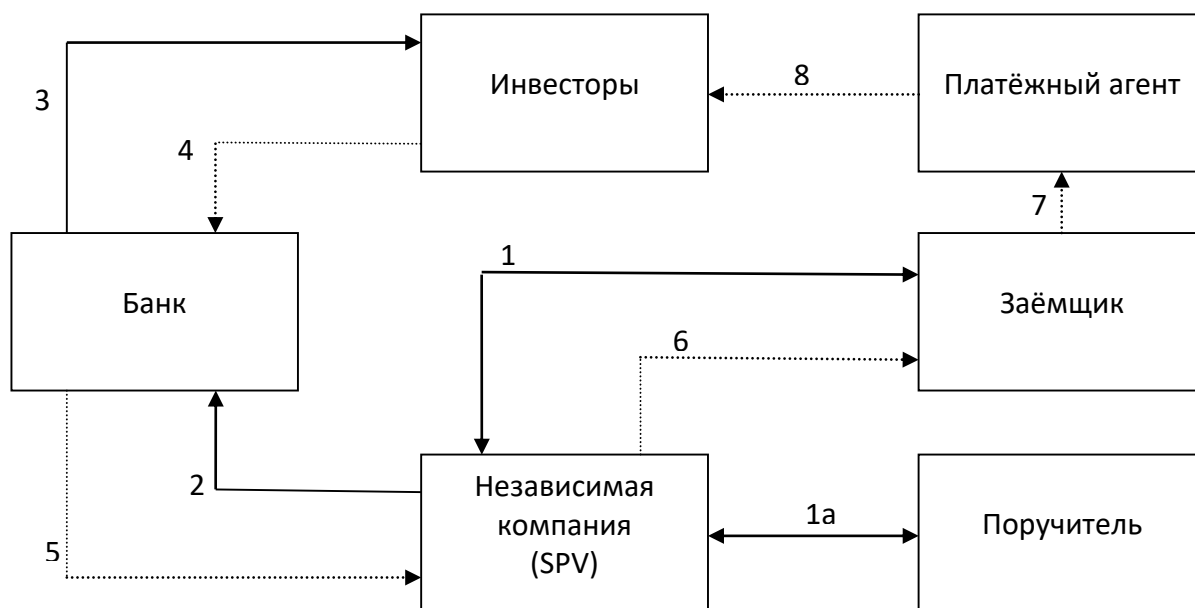 3
Инвесторы
8
Платёжный агент
4
7
1
Банк
Заёмщик
6
2
Независимая
компания
(SPV)
1а
Поручитель
5